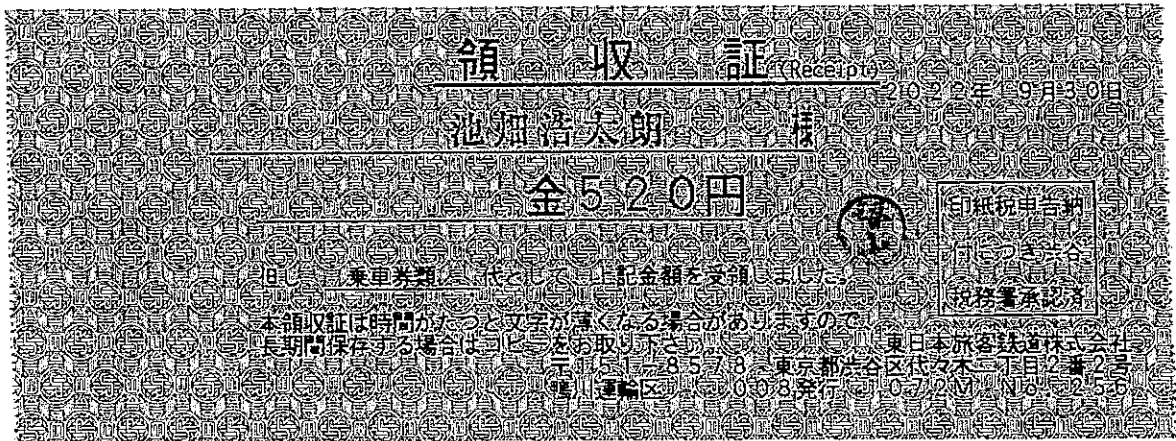 領収証(Receipt)
2022年 9月30日
池畑浩太朗 様
金520円
印紙税申告納
付につき渋谷
税務署承認済
但し 乗車券類 代として 上記金額を受領しました。
本領収証は時間がたつと文字が薄くなる場合がありますので
長期間保存する場合はコピーをお取り下さい。
東日本旅客鉄道株式会社
〒151-8578 東京都渋谷区代々木二丁目2番2号
鴨川運輸区 008発行 072M No. 256